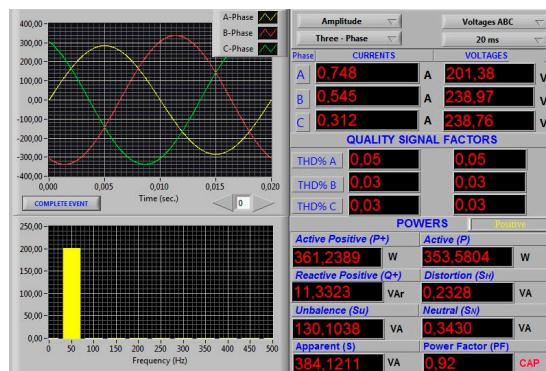 A-Phase
B-Phase
C-Phase
400,00
300,00
200,00
100,00
0,00
-100,00
-200,00
-300,00
-400,00
0,000
0,005
0,010
0,015
0,020
Time (sec.)
COMPLETE EVENT
0
250,00
200,00
150,00
100,00
50,00
0,00
0 50 100 150 200 250 300 350 400 450 500
Frequency (Hz)
Amplitude
Voltages ABC
Three - Phase
20 ms
Phase CURRENTS VOLTAGES
A 0,748 A 201,38 V
B 0,545 A 238,97 V
C 0,312 A 238,76 V
QUALITY SIGNAL FACTORS
THD% A 0,05 0,05
THD% B 0,03 0,03
THD% C 0,03 0,03
POWERS Positive
Active Positive (P+) Active (P)
361,2389 W 353,5804 W
Reactive Positive (Q+) Distortion (SH)
11,3323 VAr 0,2328 VA
Unbalence (Su) Neutral (SN)
130,1038 VA 0,3430 VA
Apparent (S) Power Factor (PF)
384,1211 VA 0,92 CAP